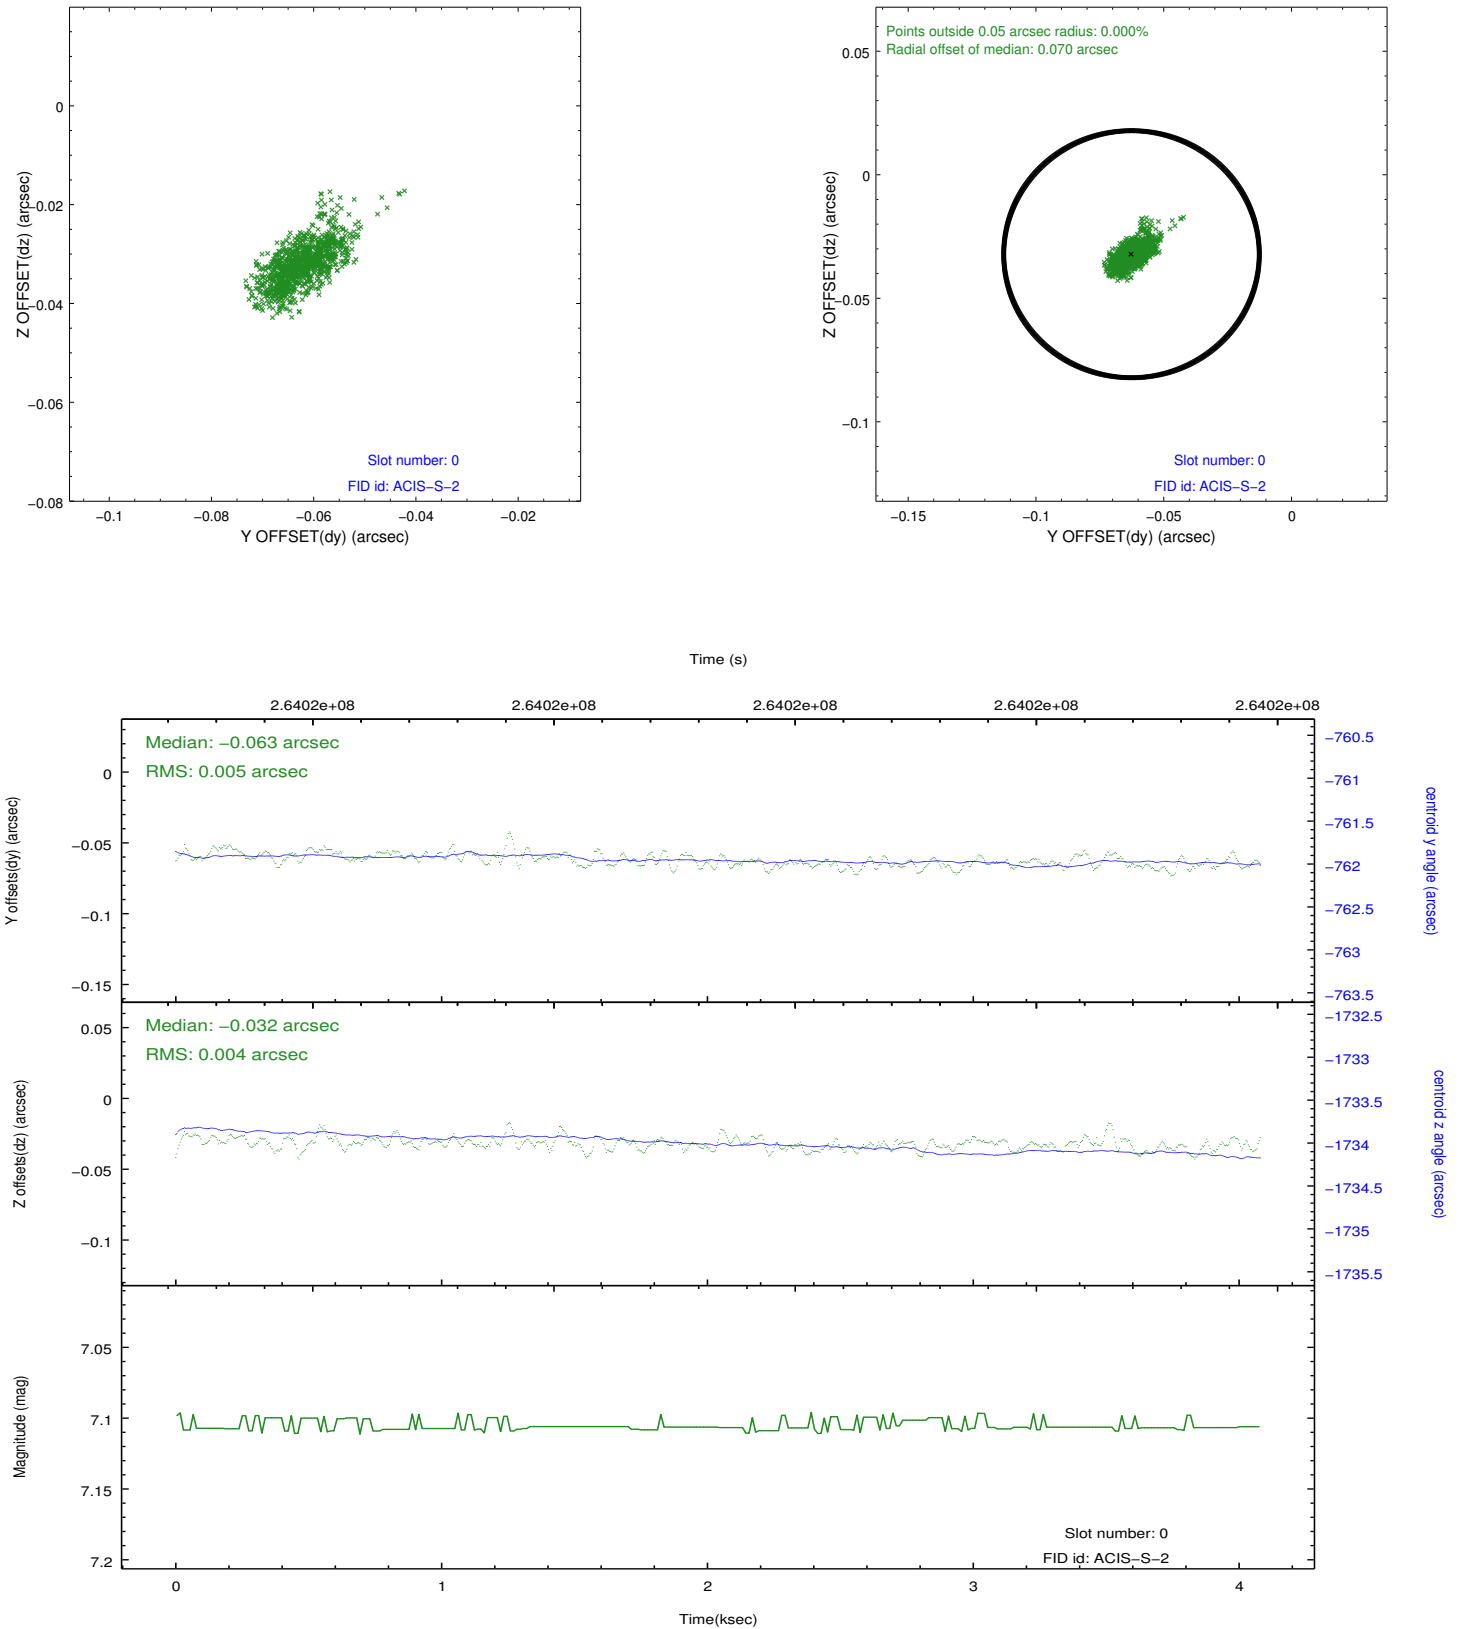 0
−0.02
−0.04
−0.06
−0.08
Z OFFSET(dz) (arcsec)
Slot number: 0
FID id: ACIS−S−2
−0.1
−0.08
−0.06
−0.04
−0.02
Y OFFSET(dy) (arcsec)
Points outside 0.05 arcsec radius: 0.000%
Radial offset of median: 0.070 arcsec
0.05
0
−0.05
−0.1
Z OFFSET(dz) (arcsec)
Slot number: 0
FID id: ACIS−S−2
−0.15
−0.1
−0.05
0
Y OFFSET(dy) (arcsec)
Time (s)
2.6402e+08
2.6402e+08
2.6402e+08
2.6402e+08
2.6402e+08
Median: −0.063 arcsec
RMS: 0.005 arcsec
0
−0.05
−0.1
−0.15
Y offsets(dy) (arcsec)
−760.5
−761
−761.5
−762
−762.5
−763
−763.5
centroid y angle (arcsec)
Median: −0.032 arcsec
RMS: 0.004 arcsec
0.05
0
−0.05
−0.1
Z offsets(dz) (arcsec)
−1732.5
−1733
−1733.5
−1734
−1734.5
−1735
−1735.5
centroid z angle (arcsec)
7.05
7.1
7.15
7.2
Magnitude (mag)
Slot number: 0
FID id: ACIS−S−2
0
1
2
3
4
Time(ksec)